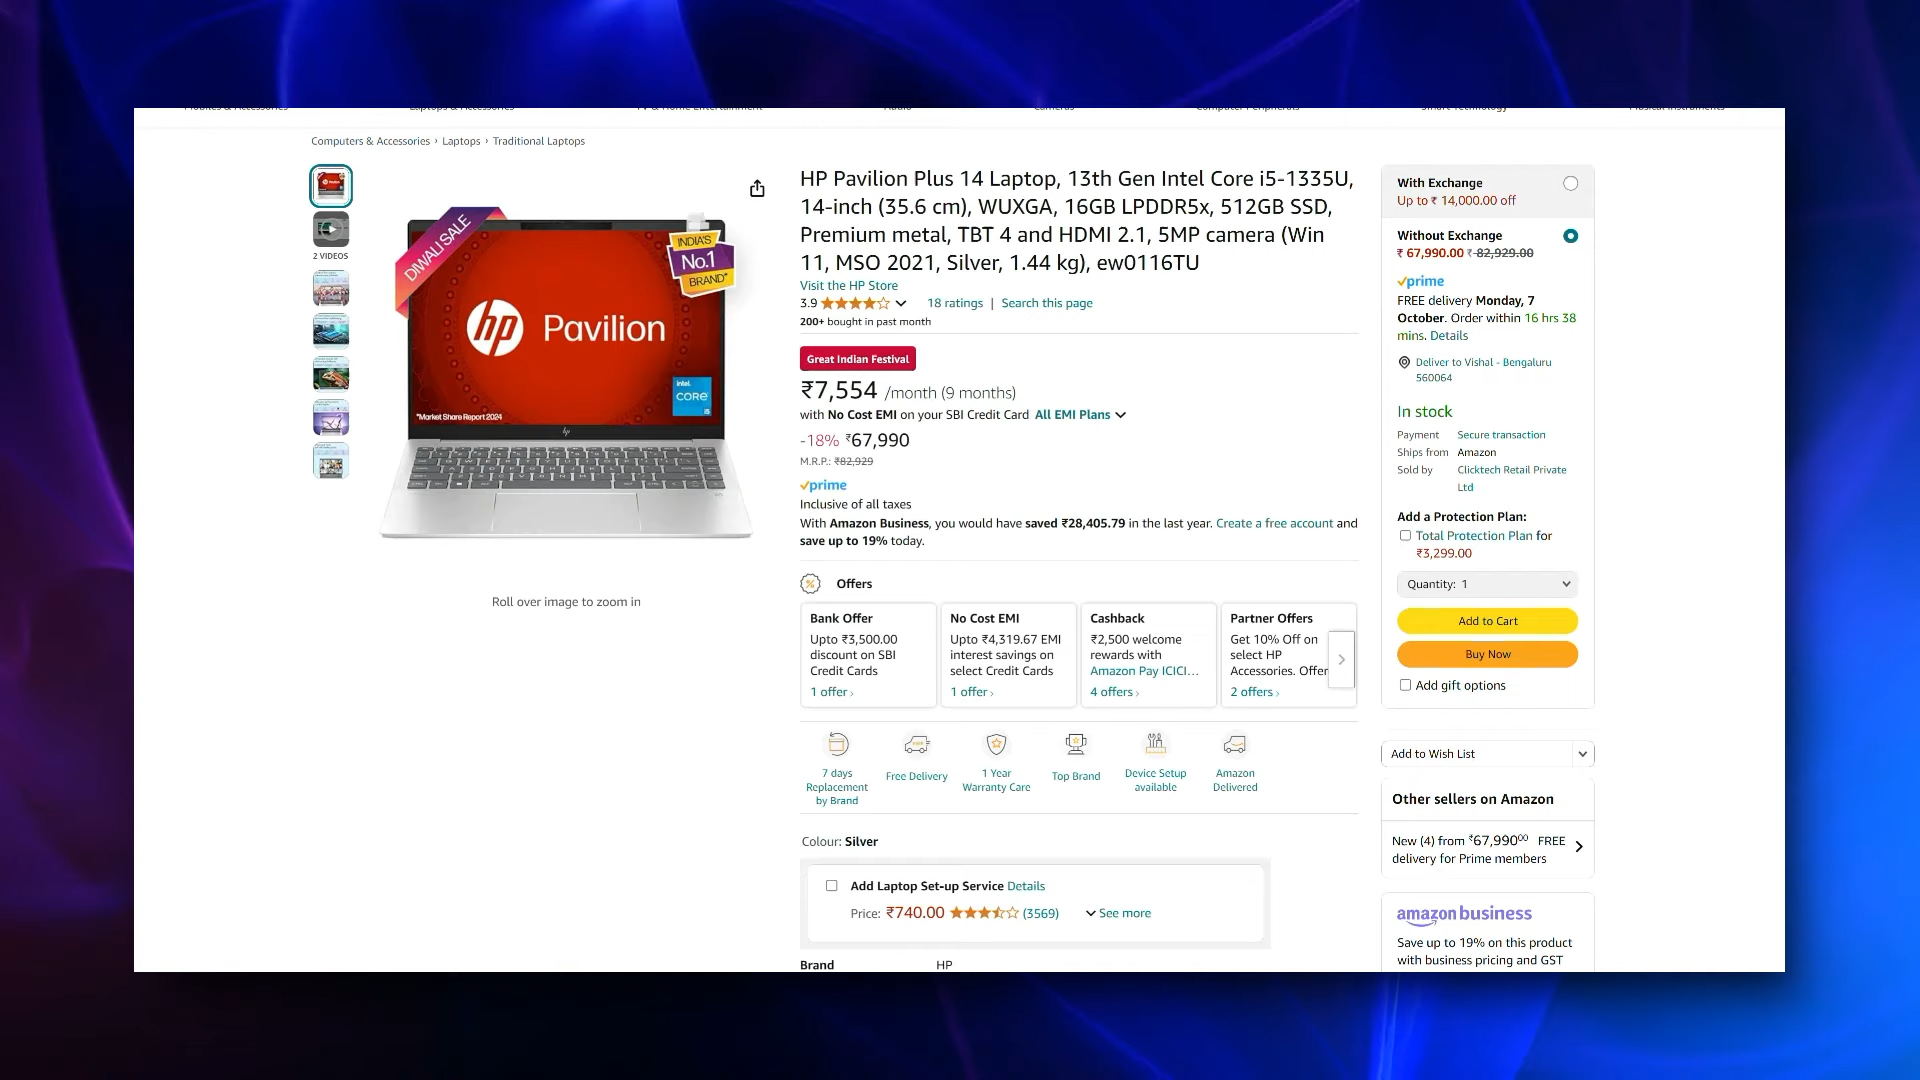 Computers & Accessories › Laptops › Traditional Laptops
2 VIDEOS
DIWALI SALE
INDIA'S
No.1
BRAND*
hp Pavilion
intel.
CORE
i5
*Market Share Report 2024
hp
Roll over image to zoom in
HP Pavilion Plus 14 Laptop, 13th Gen Intel Core i5-1335U,
14-inch (35.6 cm), WUXGA, 16GB LPDDR5x, 512GB SSD,
Premium metal, TBT 4 and HDMI 2.1, 5MP camera (Win
11, MSO 2021, Silver, 1.44 kg), ew0116TU
Visit the HP Store
3.9 18 ratings | Search this page
200+ bought in past month
Great Indian Festival
₹7,554 /month (9 months)
with No Cost EMI on your SBI Credit Card All EMI Plans
-18% ₹67,990
M.R.P.: ₹82,929
prime
Inclusive of all taxes
With Amazon Business, you would have saved ₹28,405.79 in the last year. Create a free account and
save up to 19% today.
Offers
Bank Offer
Upto ₹3,500.00
discount on SBI
Credit Cards
1 offer ›
No Cost EMI
Upto ₹4,319.67 EMI
interest savings on
select Credit Cards
1 offer ›
Cashback
₹2,500 welcome
rewards with
Amazon Pay ICICI...
4 offers ›
Partner Offers
Get 10% Off on
select HP
Accessories. Offer
2 offers ›
7 days
Replacement
by Brand
Free Delivery
1 Year
Warranty Care
Top Brand
Device Setup
available
Amazon
Delivered
Colour: Silver
Add Laptop Set-up Service Details
Price: ₹740.00 (3569) See more
Brand HP
With Exchange
Up to ₹ 14,000.00 off
Without Exchange
₹ 67,990.00 ₹ 82,929.00
prime
FREE delivery Monday, 7
October. Order within 16 hrs 38
mins. Details
Deliver to Vishal - Bengaluru
560064
In stock
Payment Secure transaction
Ships from Amazon
Sold by Clicktech Retail Private
Ltd
Add a Protection Plan:
Total Protection Plan for
₹3,299.00
Quantity: 1
Add to Cart
Buy Now
Add gift options
Add to Wish List
Other sellers on Amazon
New (4) from ₹67,990⁰⁰ FREE
delivery for Prime members
amazon business
Save up to 19% on this product
with business pricing and GST